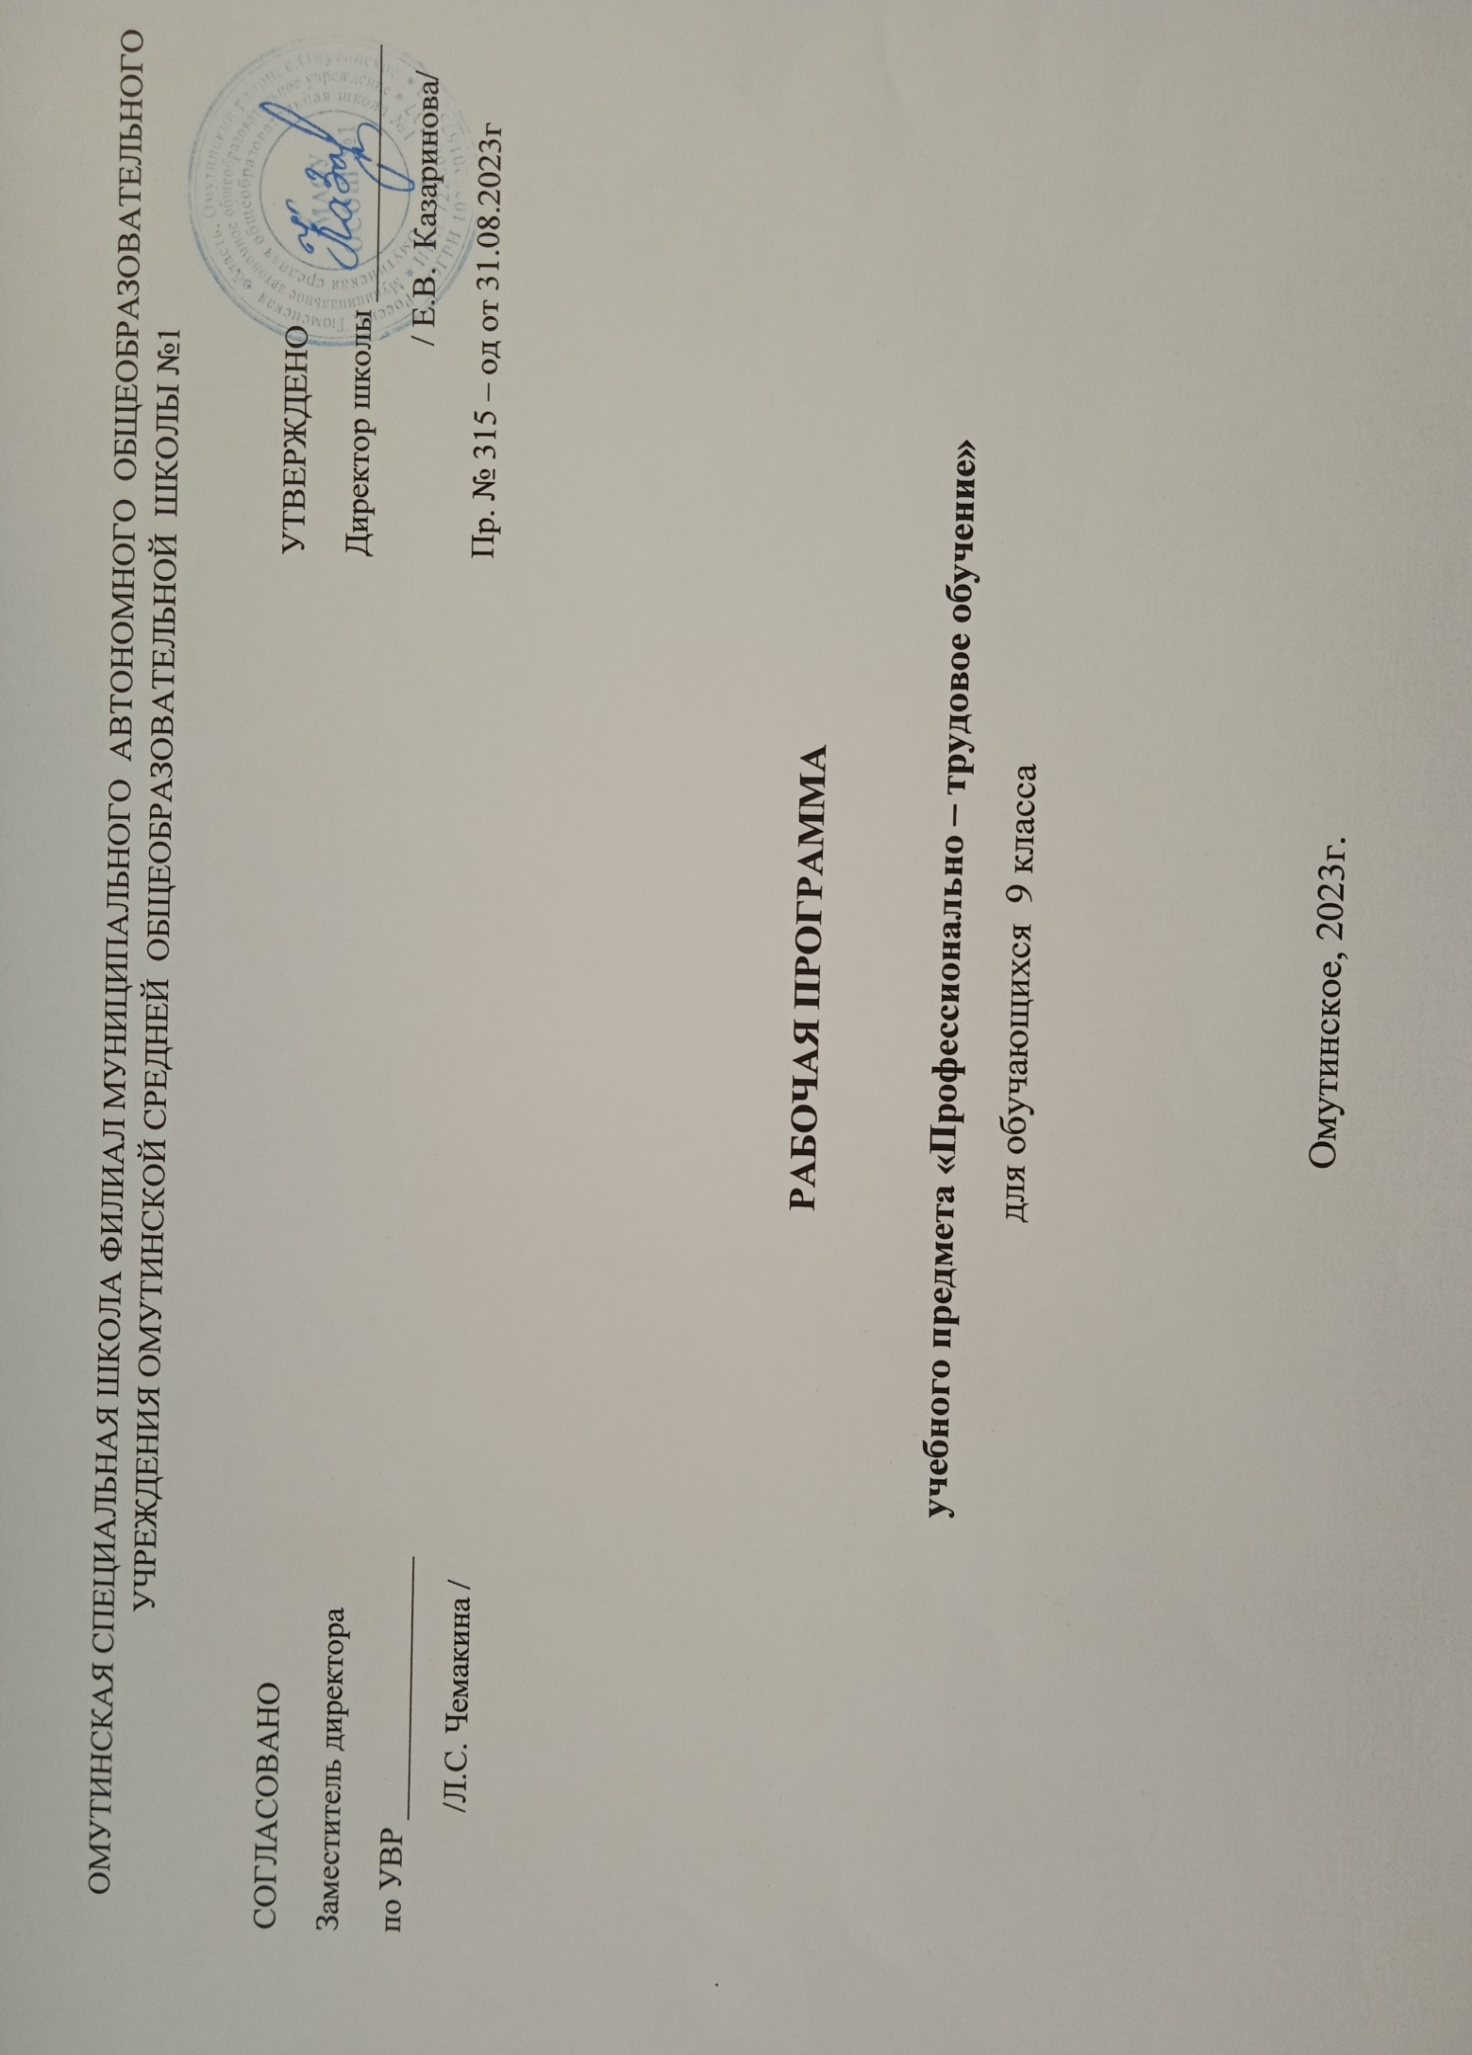 ОМУТИНСКАЯ СПЕЦИАЛЬНАЯ ШКОЛА ФИЛИАЛ МУНИЦИПАЛЬНОГО АВТОНОМНОГО ОБЩЕОБРАЗОВАТЕЛЬНОГО
УЧРЕЖДЕНИЯ ОМУТИНСКОЙ СРЕДНЕЙ ОБЩЕОБРАЗОВАТЕЛЬНОЙ ШКОЛЫ №1
СОГЛАСОВАНО
Заместитель директора
по УВР
/Л.С. Чемакина /
УТВЕРЖДЕНО
Директор школы
/ Е.В. Казаринова/
Пр. № 315 – од от 31.08.2023г
РАБОЧАЯ ПРОГРАММА
учебного предмета «Профессионально – трудовое обучение»
для обучающихся 9 класса
Омутинское, 2023г.